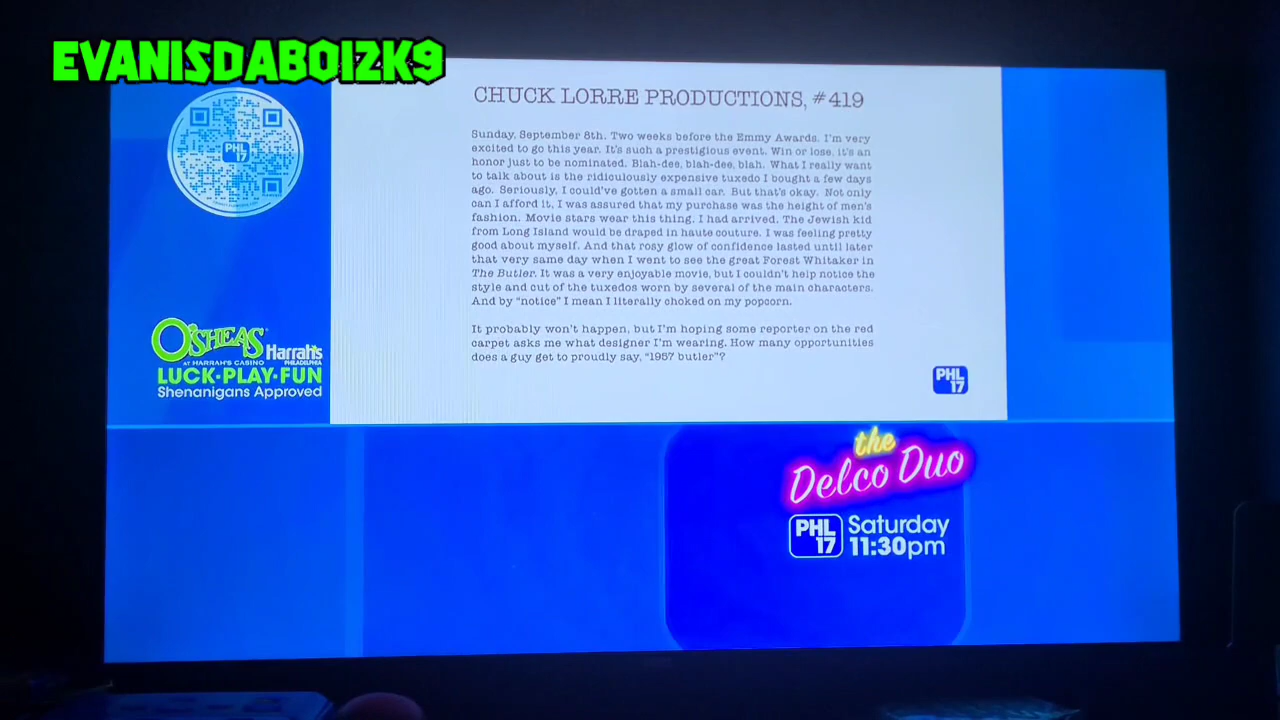 EVANISDABOI2K9
CHUCK LORRE PRODUCTIONS, #419
Sunday, September 8th. Two weeks before the Emmy Awards. I'm very
excited to go this year. It's such a prestigious event. Win or lose, it's an
honor just to be nominated. Blah-dee, blah-dee, blah. What I really want
to talk about is the ridiculously expensive tuxedo I bought a few days
ago. Seriously, I could've gotten a small car. But that's okay. Not only
can I afford it, I was assured that my purchase was the height of men's
fashion. Movie stars wear this thing. I had arrived. The Jewish kid
from Long Island would be draped in haute couture. I was feeling pretty
good about myself. And that rosy glow of confidence lasted until later
that very same day when I went to see the great Forest Whitaker in
The Butler. It was a very enjoyable movie, but I couldn't help notice the
style and cut of the tuxedos worn by several of the main characters.
And by "notice" I mean I literally choked on my popcorn.
It probably won't happen, but I'm hoping some reporter on the red
carpet asks me what designer I'm wearing. How many opportunities
does a guy get to proudly say, "1957 butler"?
PHL
17
PHL
17
O'SHEAS
AT HARRAH'S CASINO
Harrah's
PHILADELPHIA
LUCK•PLAY•FUN
Shenanigans Approved
the
Delco Duo
PHL
17
Saturday
11:30pm